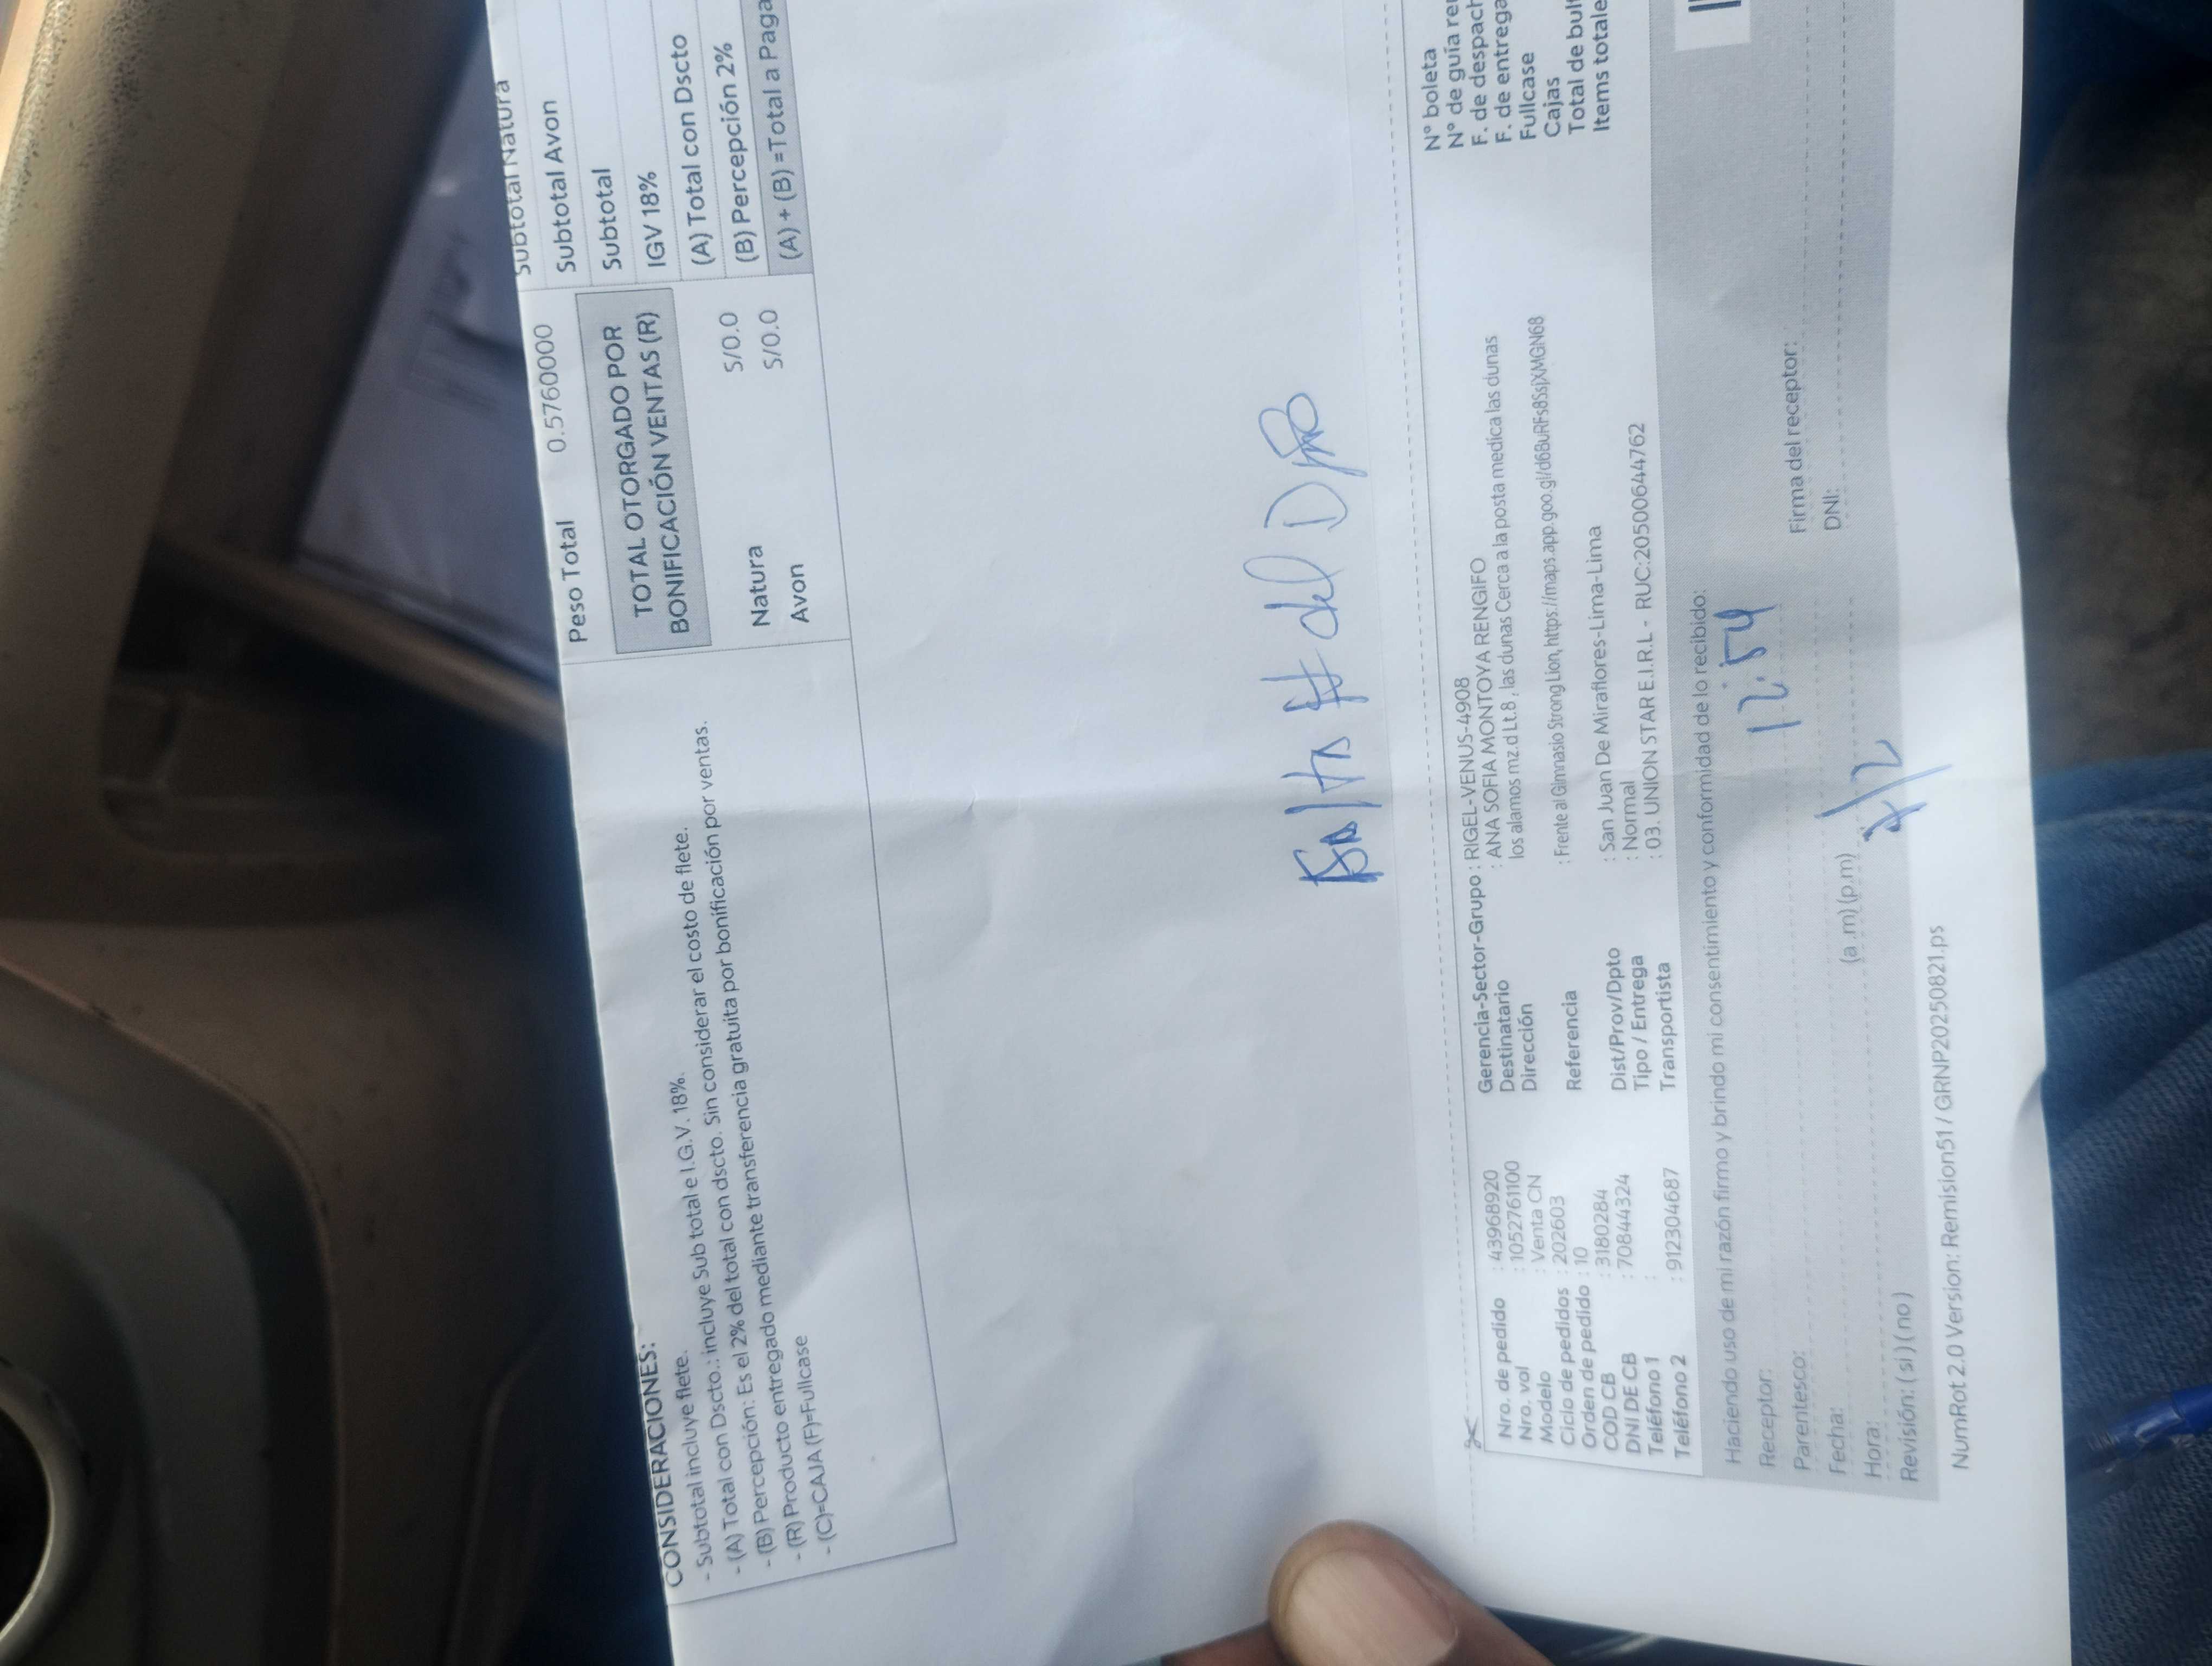 Subtotal Natura
Peso Total 0.5760000
Subtotal Avon
TOTAL OTORGADO POR
BONIFICACIÓN VENTAS (R)
Subtotal
IGV 18%
(A) Total con Dscto
Natura S/0.0
(B) Percepción 2%
Avon S/0.0
(A) + (B) =Total a Paga
CONSIDERACIONES:
- Subtotal incluye flete.
- (A) Total con Dscto.: incluye Sub total e I.G.V. 18%.
- (B) Percepción: Es el 2% del total con dscto. Sin considerar el costo de flete.
- (R) Producto entregado mediante transferencia gratuita por bonificación por ventas.
- (C)=CAJA (F)=Fullcase
Falta # del D
Nro. de pedido : 43968920
Nro. vol : 1052761100
Modelo : Venta CN
Ciclo de pedidos : 202603
Orden de pedido : 10
COD CB : 3180284
DNI DE CB : 70844324
Teléfono 1 :
Teléfono 2 : 912304687
Gerencia-Sector-Grupo : RIGEL-VENUS-4908
Destinatario : ANA SOFIA MONTOYA RENGIFO
Dirección los alamos mz.d Lt.8 , las dunas Cerca a la posta medica las dunas
Referencia : Frente al Gimnasio Strong Lion, https://maps.app.goo.gl/d6BuRFs8SsjXMGN68
Dist/Prov/Dpto : San Juan De Miraflores-Lima-Lima
Tipo / Entrega : Normal
Transportista : 03. UNION STAR E.I.R.L - RUC:205500644762
N° boleta
N° de guía re
F. de despach
F. de entrega
Fullcase
Cajas
Total de bul
Items totale
Haciendo uso de mi razón firmo y brindo mi consentimiento y conformidad de lo recibido:
Receptor:
12:54
Parentesco:
Firma del receptor:
Fecha:
DNI:
Hora: (a.m) (p.m)
Revisión: ( si ) ( no )
NumRot 2.0 Version: Remision51 / GRNP20250821.ps